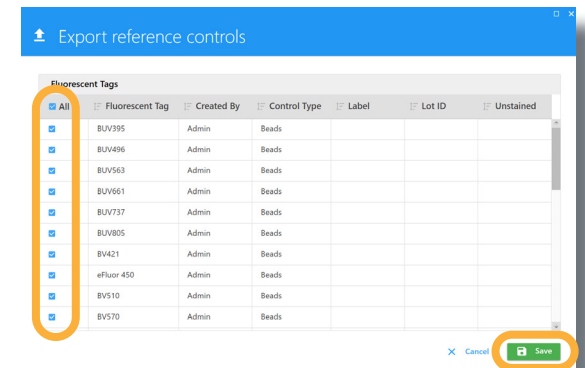 Export reference controls
Fluorescent Tags
All Fluorescent Tag Created By Control Type Label Lot ID Unstained
BUV395 Admin Beads
BUV496 Admin Beads
BUV563 Admin Beads
BUV661 Admin Beads
BUV737 Admin Beads
BUV805 Admin Beads
BV421 Admin Beads
eFluor 450 Admin Beads
BV510 Admin Beads
BV570 Admin Beads
Cancel Save